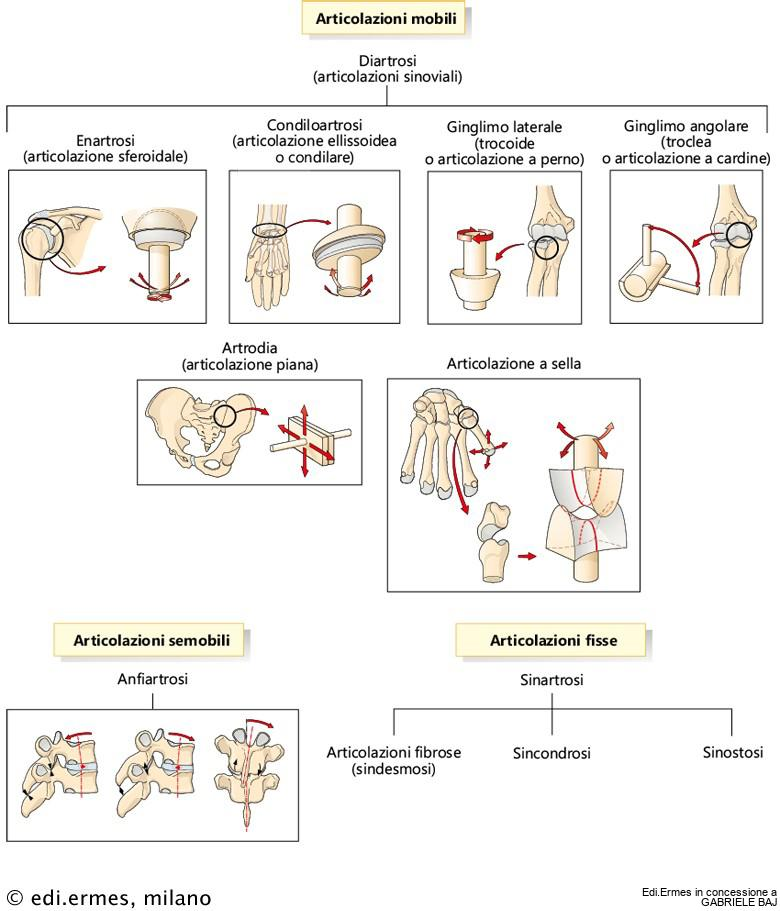 Articolazioni mobili
Diartrosi
(articolazioni sinoviali)
Enartrosi
(articolazione sferoidale)
Condiloartrosi
(articolazione ellissoidea
o condilare)
Ginglimo laterale
(trocoide
o articolazione a perno)
Ginglimo angolare
(troclea
o articolazione a cardine)
Artrodia
(articolazione piana)
Articolazione a sella
Articolazioni semobili
Anfiartrosi
Articolazioni fisse
Sinartrosi
Articolazioni fibrose
(sindesmosi)
Sincondrosi
Sinostosi
© edi.ermes, milano
Edi.Ermes in concessione a
GABRIELE BAJ